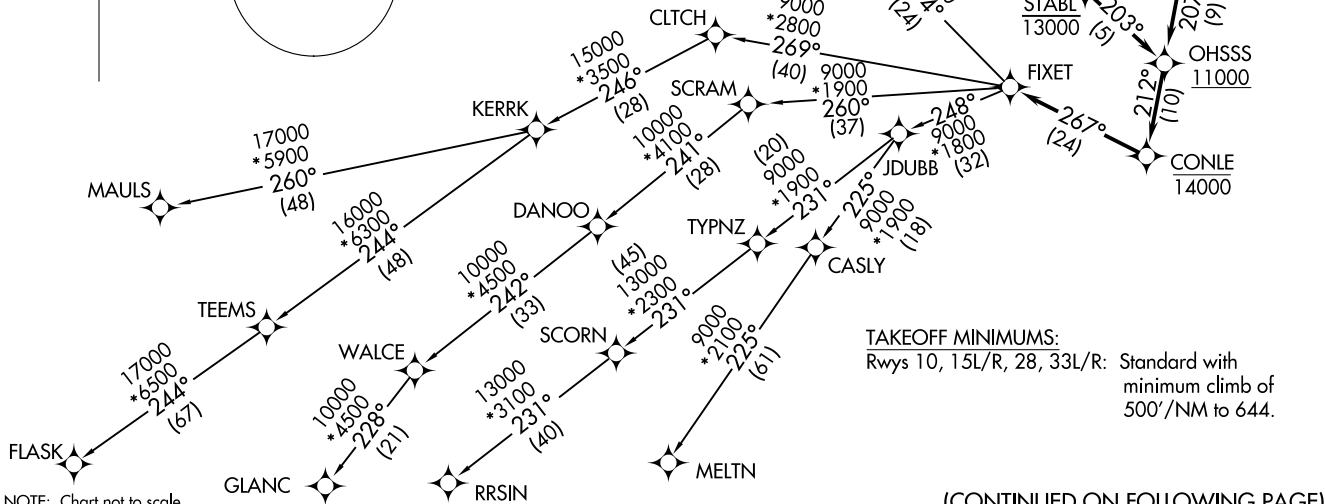 CLTCH
9000
*2800
269°
(40)
(24)
STABL
13000
203°
(5)
(9)
OHSSS
11000
212°
(10)
15000
*3500
246°
(28)
SCRAM
9000
*1900
260°
(37)
FIXET
267°
(24)
CONLE
14000
KERRK
17000
*5900
260°
(48)
MAULS
10000
*4100
241°
(28)
248°
9000
*1800
(32)
JDUBB
(20)
9000
*1900
231°
225°
9000
*1900
(18)
16000
*6300
244°
(48)
DANOO
TYPNZ
CASLY
10000
*4500
242°
(33)
(45)
13000
*2300
231°
TEEMS
WALCE
SCORN
9000
*2100
225°
(61)
TAKEOFF MINIMUMS:
Rwys 10, 15L/R, 28, 33L/R: Standard with
minimum climb of
500'/NM to 644.
17000
*6500
244°
(67)
10000
*4500
228°
(21)
13000
*3100
231°
(40)
FLASK
GLANC
RRSIN
MELTN
NOTE: Chart not to scale
(CONTINUED ON FOLLOWING PAGE)